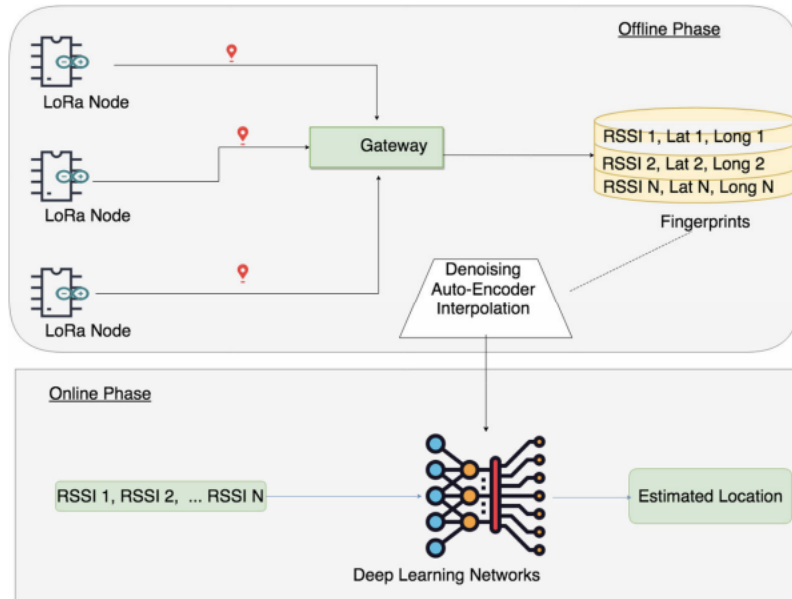 Offline Phase
LoRa Node
Gateway
RSSI 1, Lat 1, Long 1
RSSI 2, Lat 2, Long 2
RSSI N, Lat N, Long N
LoRa Node
Fingerprints
Denoising
Auto-Encoder
Interpolation
LoRa Node
Online Phase
RSSI 1, RSSI 2, ... RSSI N
Estimated Location
Deep Learning Networks